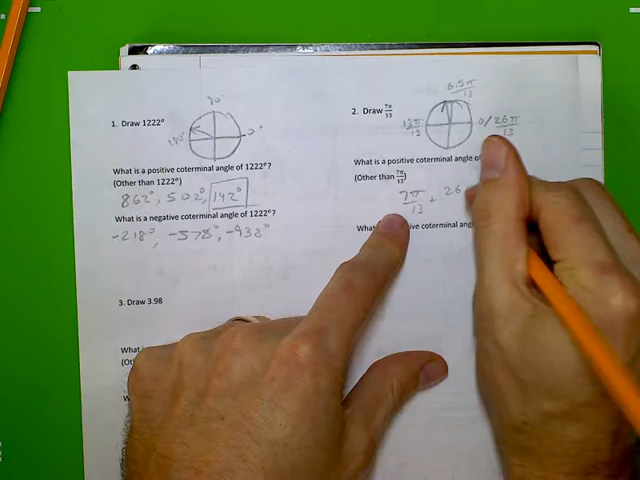 1. Draw 1222°
90°
180°
0°
What is a positive coterminal angle of 1222°?
(Other than 1222°)
862°, 502°, 142°
What is a negative coterminal angle of 1222°?
-218°, -578°, -938°
2. Draw 7π/13
6.5π/13
13π/13
0/26π/13
What is a positive coterminal angle of
(Other than 7π/13)
7π/13 + 26
coterminal ang
3. Draw 3.98